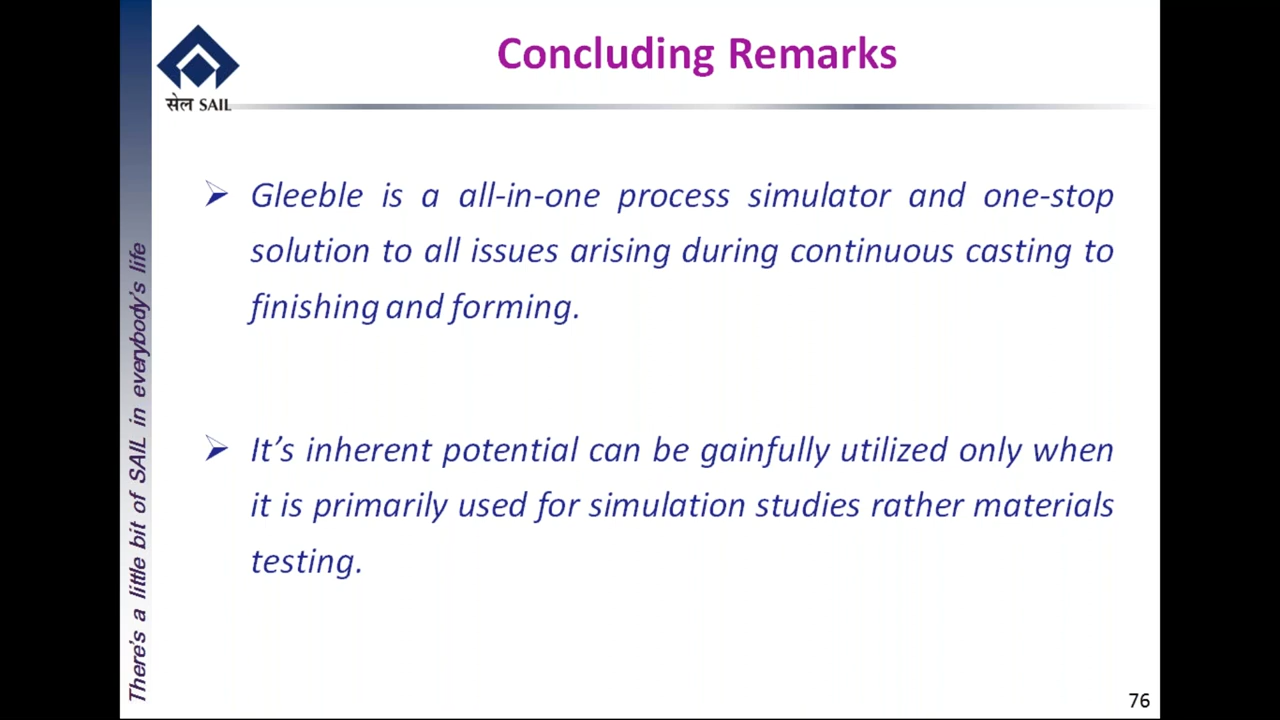 Concluding Remarks
सेल SAIL
Gleeble is a all-in-one process simulator and one-stop
solution to all issues arising during continuous casting to
finishing and forming.
It’s inherent potential can be gainfully utilized only when
it is primarily used for simulation studies rather materials
testing.
There’s a little bit of SAIL in everybody’s life
76